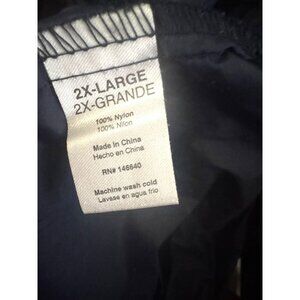 2X-LARGE
2X-GRANDE
100% Nylon
100% Nilon
Made in China
Hecho en China
RN# 146640
Machine wash cold
Lavase en agua frio